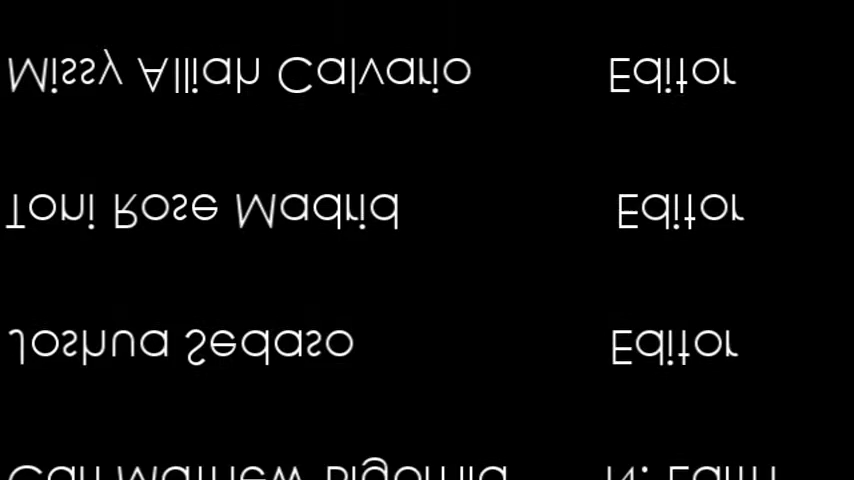 Missy Alliah Calvario Editor
Toni Rose Madrid Editor
Joshua Sedaso Editor